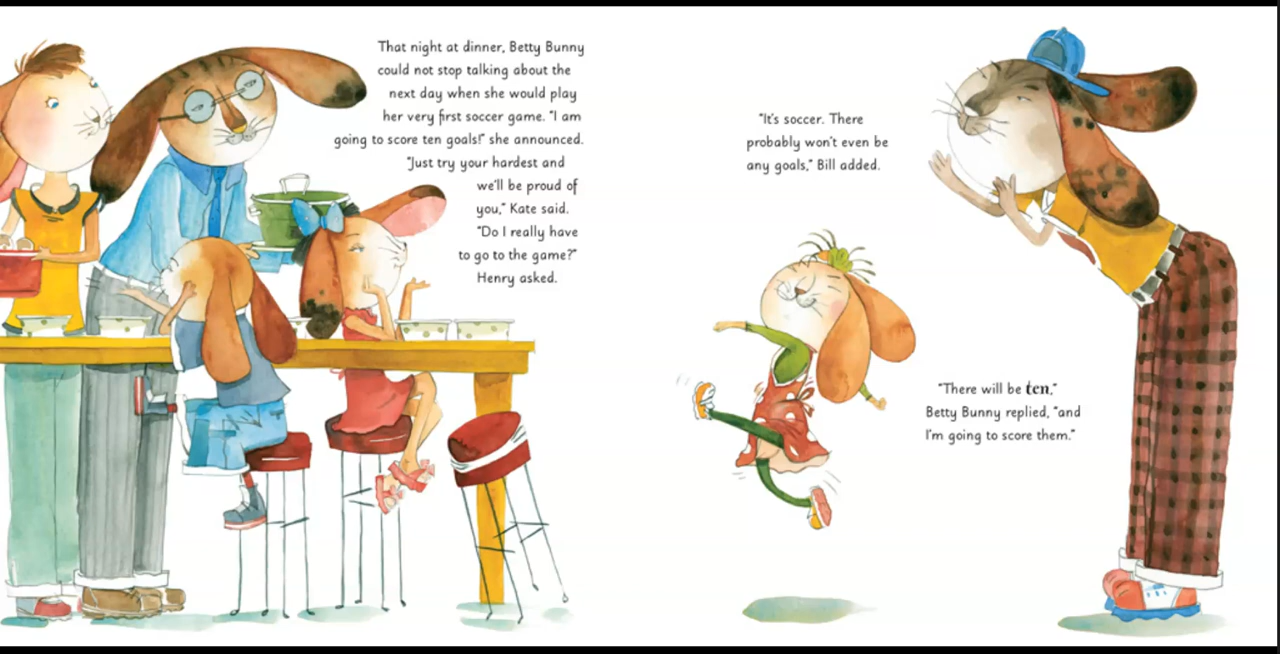 That night at dinner, Betty Bunny
could not stop talking about the
next day when she would play
her very first soccer game. "I am
going to score ten goals!" she announced.
"Just try your hardest and
we'll be proud of
you," Kate said.
"Do I really have
to go to the game?"
Henry asked.
"It's soccer. There
probably won't even be
any goals," Bill added.
"There will be ten,"
Betty Bunny replied, "and
I'm going to score them."